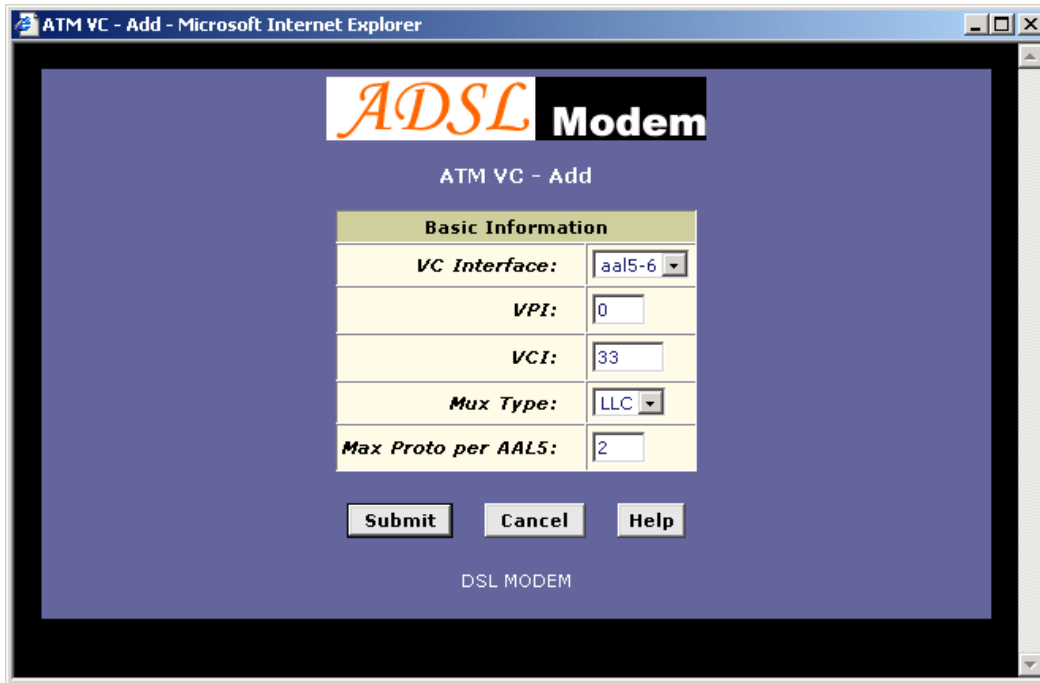 ATM VC - Add - Microsoft Internet Explorer
ADSL Modem
ATM VC - Add
Basic Information
VC Interface: aal5-6
VPI: 0
VCI: 33
Mux Type: LLC
Max Proto per AAL5: 2
Submit Cancel Help
DSL MODEM